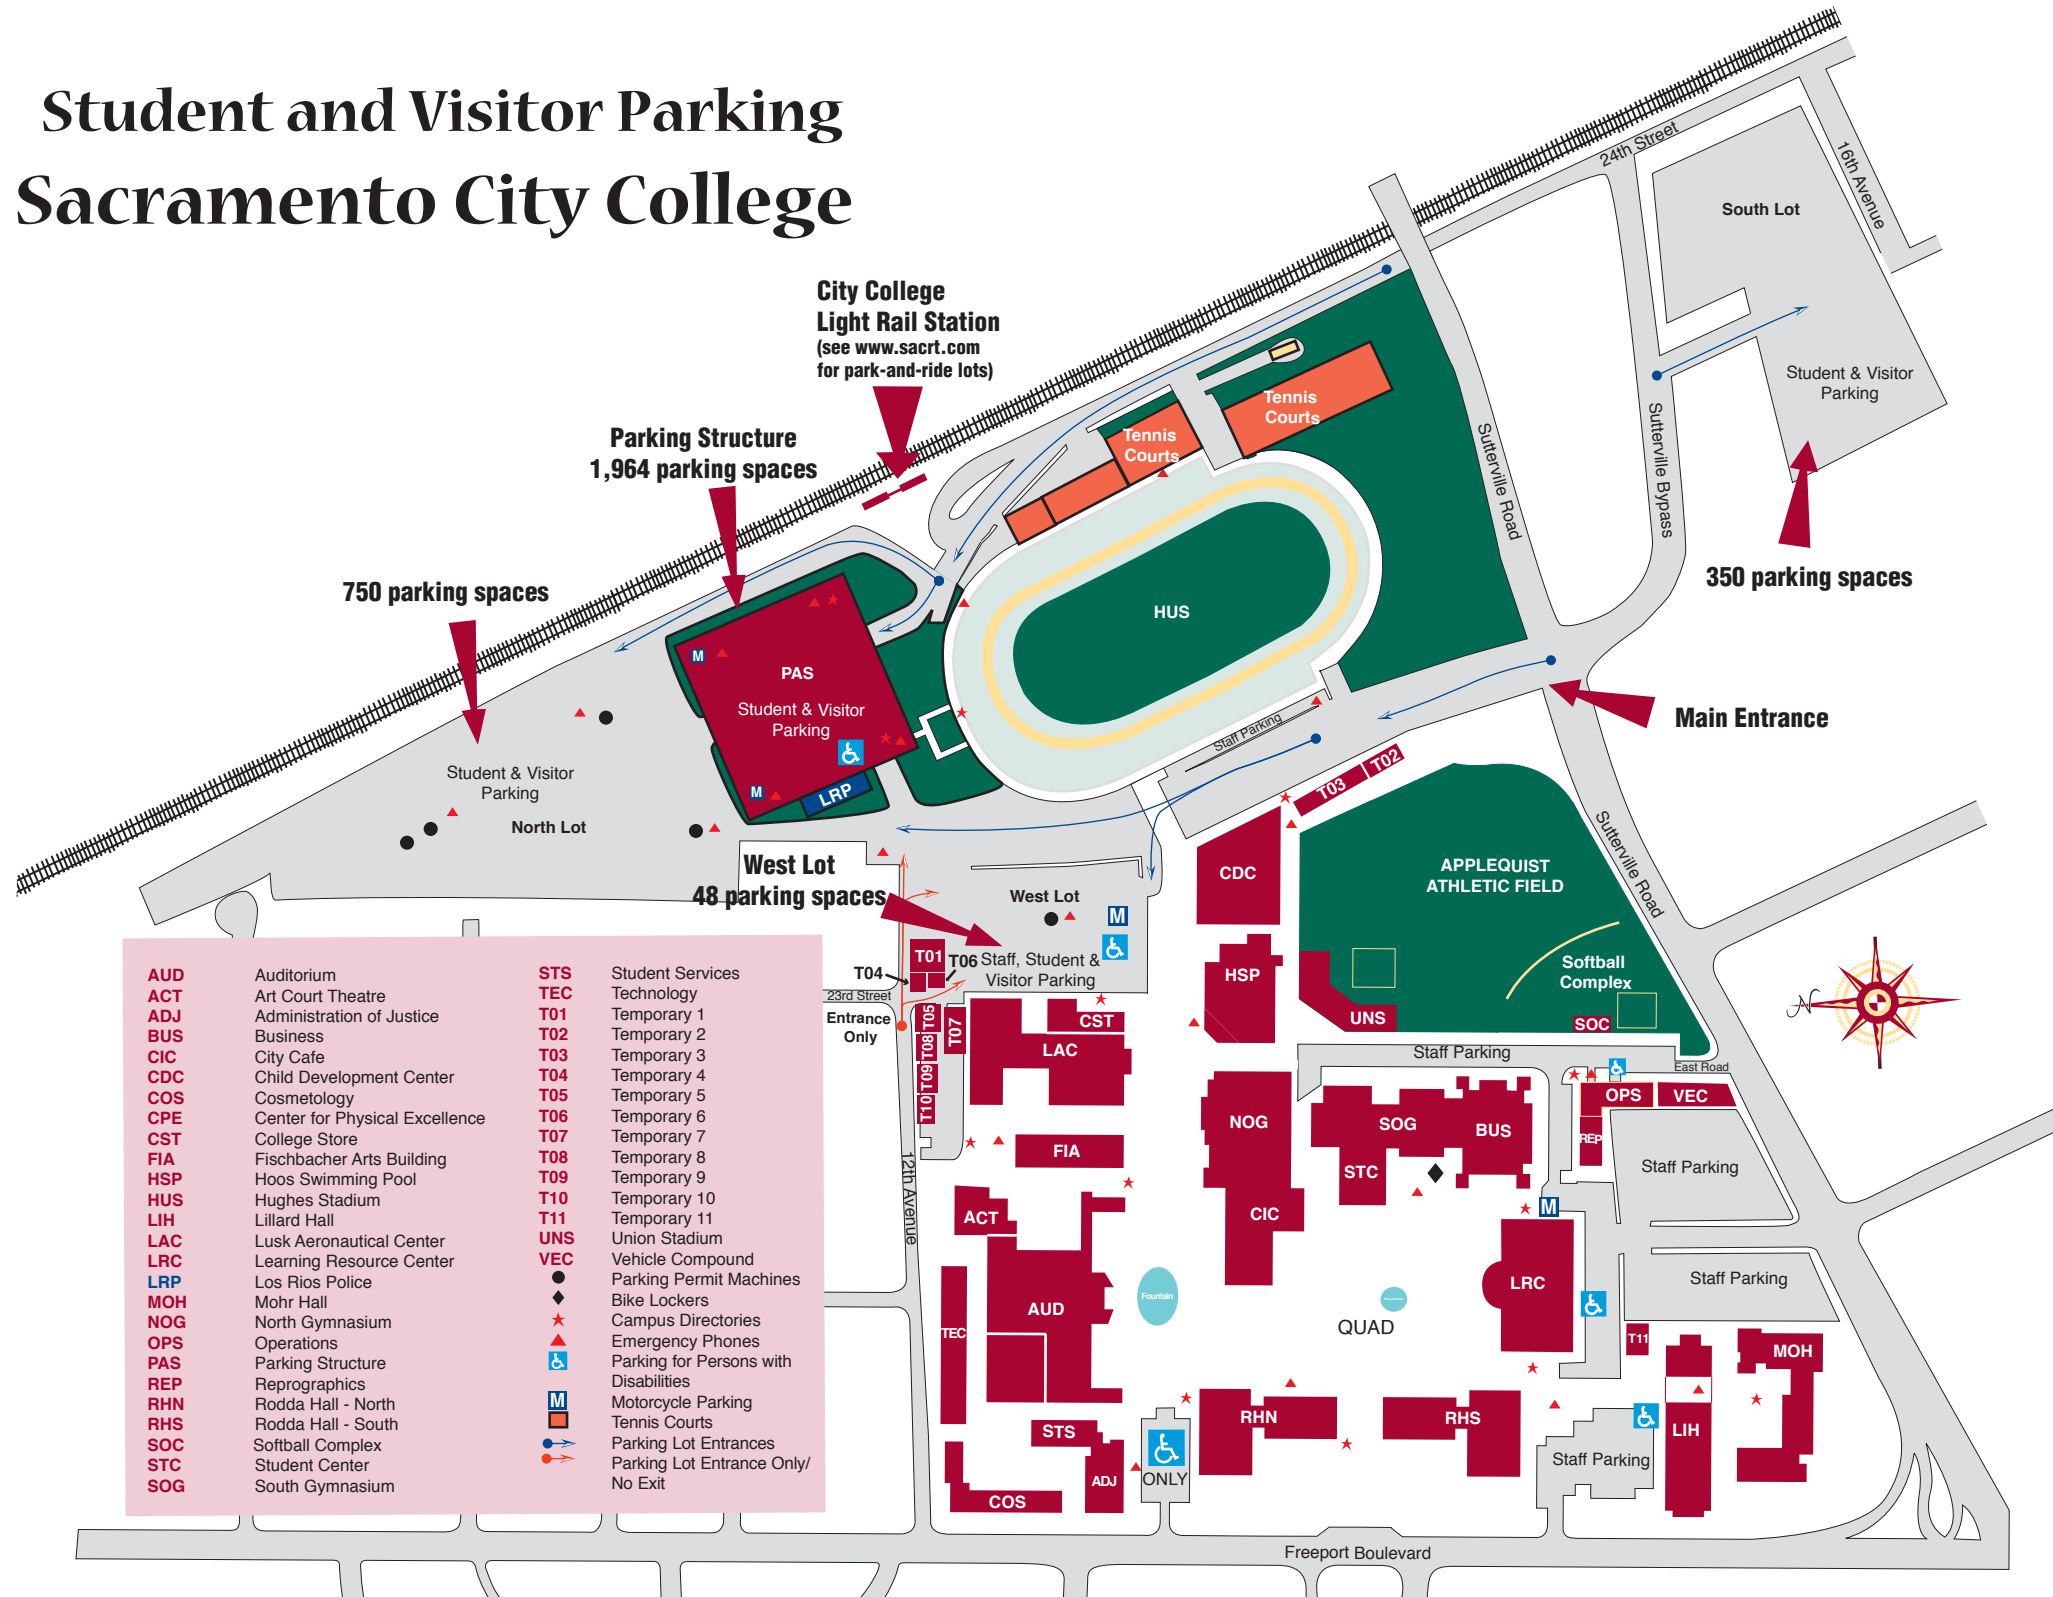 Student and Visitor Parking
Sacramento City College
24th Street
16th Avenue
South Lot
City College
Light Rail Station
(see www.sacrt.com
for park-and-ride lots)
Student & Visitor
Parking
Tennis
Courts
Tennis
Courts
Sutterville Road
Sutterville Bypass
Parking Structure
1,964 parking spaces
350 parking spaces
750 parking spaces
HUS
M
PAS
Student & Visitor
Parking
M
LRP
Main Entrance
Staff Parking
Student & Visitor
Parking
North Lot
T03
T02
Sutterville Road
West Lot
48 parking spaces
West Lot
M
CDC
APPLEQUIST
ATHLETIC FIELD
T01
T04
T06
Staff, Student &
Visitor Parking
23rd Street
Entrance
Only
HSP
Softball
Complex
UNS
SOC
N
T05
T07
T08
T09
T10
CST
LAC
Staff Parking
East Road
OPS
VEC
REP
Staff Parking
NOG
SOG
BUS
STC
FIA
12th Avenue
ACT
CIC
M
LRC
Staff Parking
AUD
Fountain
QUAD
TEC
T11
MOH
LIH
STS
RHN
RHS
ADJ
ONLY
Staff Parking
COS
Freeport Boulevard
AUD Auditorium
ACT Art Court Theatre
ADJ Administration of Justice
BUS Business
CIC City Cafe
CDC Child Development Center
COS Cosmetology
CPE Center for Physical Excellence
CST College Store
FIA Fischbacher Arts Building
HSP Hoos Swimming Pool
HUS Hughes Stadium
LIH Lillard Hall
LAC Lusk Aeronautical Center
LRC Learning Resource Center
LRP Los Rios Police
MOH Mohr Hall
NOG North Gymnasium
OPS Operations
PAS Parking Structure
REP Reprographics
RHN Rodda Hall - North
RHS Rodda Hall - South
SOC Softball Complex
STC Student Center
SOG South Gymnasium
STS Student Services
TEC Technology
T01 Temporary 1
T02 Temporary 2
T03 Temporary 3
T04 Temporary 4
T05 Temporary 5
T06 Temporary 6
T07 Temporary 7
T08 Temporary 8
T09 Temporary 9
T10 Temporary 10
T11 Temporary 11
UNS Union Stadium
VEC Vehicle Compound
Parking Permit Machines
Bike Lockers
Campus Directories
Emergency Phones
Parking for Persons with
Disabilities
M Motorcycle Parking
Tennis Courts
Parking Lot Entrances
Parking Lot Entrance Only/
No Exit